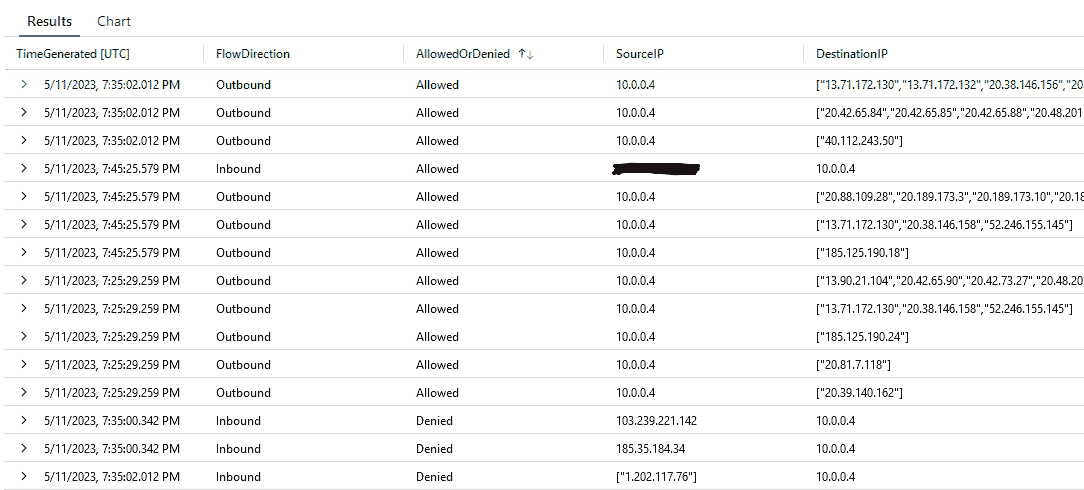 Results Chart
TimeGenerated [UTC] FlowDirection AllowedOrDenied SourceIP DestinationIP
5/11/2023, 7:35:02.012 PM Outbound Allowed 10.0.0.4 ["13.71.172.130","13.71.172.132","20.38.146.156","20
5/11/2023, 7:35:02.012 PM Outbound Allowed 10.0.0.4 ["20.42.65.84","20.42.65.85","20.42.65.88","20.48.201
5/11/2023, 7:35:02.012 PM Outbound Allowed 10.0.0.4 ["40.112.243.50"]
5/11/2023, 7:45:25.579 PM Inbound Allowed 10.0.0.4
5/11/2023, 7:45:25.579 PM Outbound Allowed 10.0.0.4 ["20.88.109.28","20.189.173.3","20.189.173.10","20.18
5/11/2023, 7:45:25.579 PM Outbound Allowed 10.0.0.4 ["13.71.172.130","20.38.146.158","52.246.155.145"]
5/11/2023, 7:45:25.579 PM Outbound Allowed 10.0.0.4 ["185.125.190.18"]
5/11/2023, 7:25:29.259 PM Outbound Allowed 10.0.0.4 ["13.90.21.104","20.42.65.90","20.42.73.27","20.48.20
5/11/2023, 7:25:29.259 PM Outbound Allowed 10.0.0.4 ["13.71.172.130","20.38.146.158","52.246.155.145"]
5/11/2023, 7:25:29.259 PM Outbound Allowed 10.0.0.4 ["185.125.190.24"]
5/11/2023, 7:25:29.259 PM Outbound Allowed 10.0.0.4 ["20.81.7.118"]
5/11/2023, 7:25:29.259 PM Outbound Allowed 10.0.0.4 ["20.39.140.162"]
5/11/2023, 7:35:00.342 PM Inbound Denied 103.239.221.142 10.0.0.4
5/11/2023, 7:35:00.342 PM Inbound Denied 185.35.184.34 10.0.0.4
5/11/2023, 7:35:02.012 PM Inbound Denied ["1.202.117.76"] 10.0.0.4